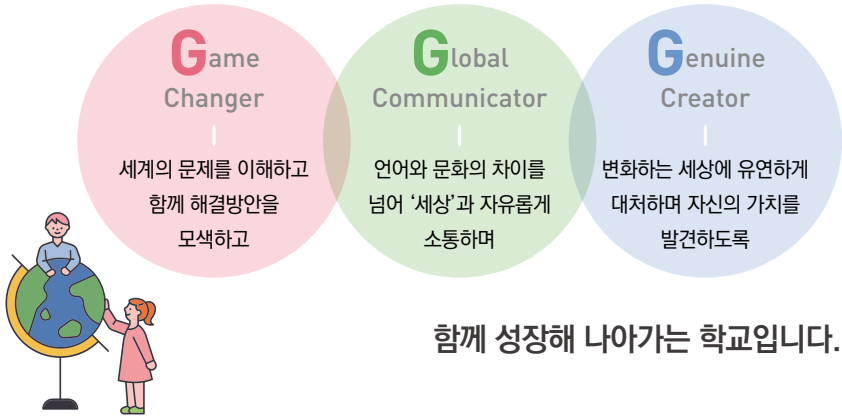 Game
Changer
세계의 문제를 이해하고
함께 해결방안을
모색하고
Global
Communicator
언어와 문화의 차이를
넘어 ‘세상’과 자유롭게
소통하며
Genuine
Creator
변화하는 세상에 유연하게
대처하며 자신의 가치를
발견하도록
함께 성장해 나아가는 학교입니다.